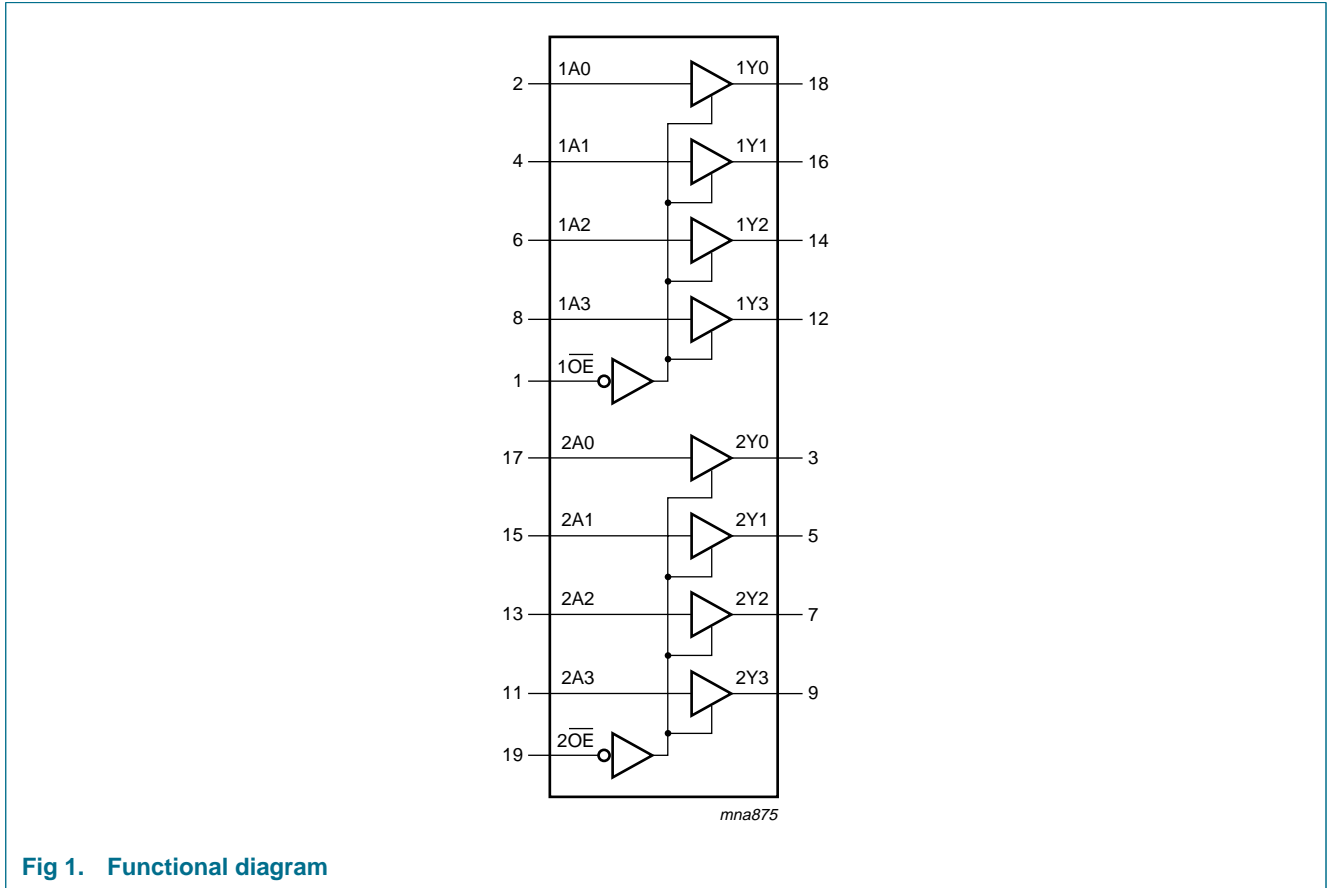 2 1A0 1Y0 18
4 1A1 1Y1 16
6 1A2 1Y2 14
8 1A3 1Y3 12
1 1O̅E̅
17 2A0 2Y0 3
15 2A1 2Y1 5
13 2A2 2Y2 7
11 2A3 2Y3 9
19 2O̅E̅
mna875
Fig 1. Functional diagram